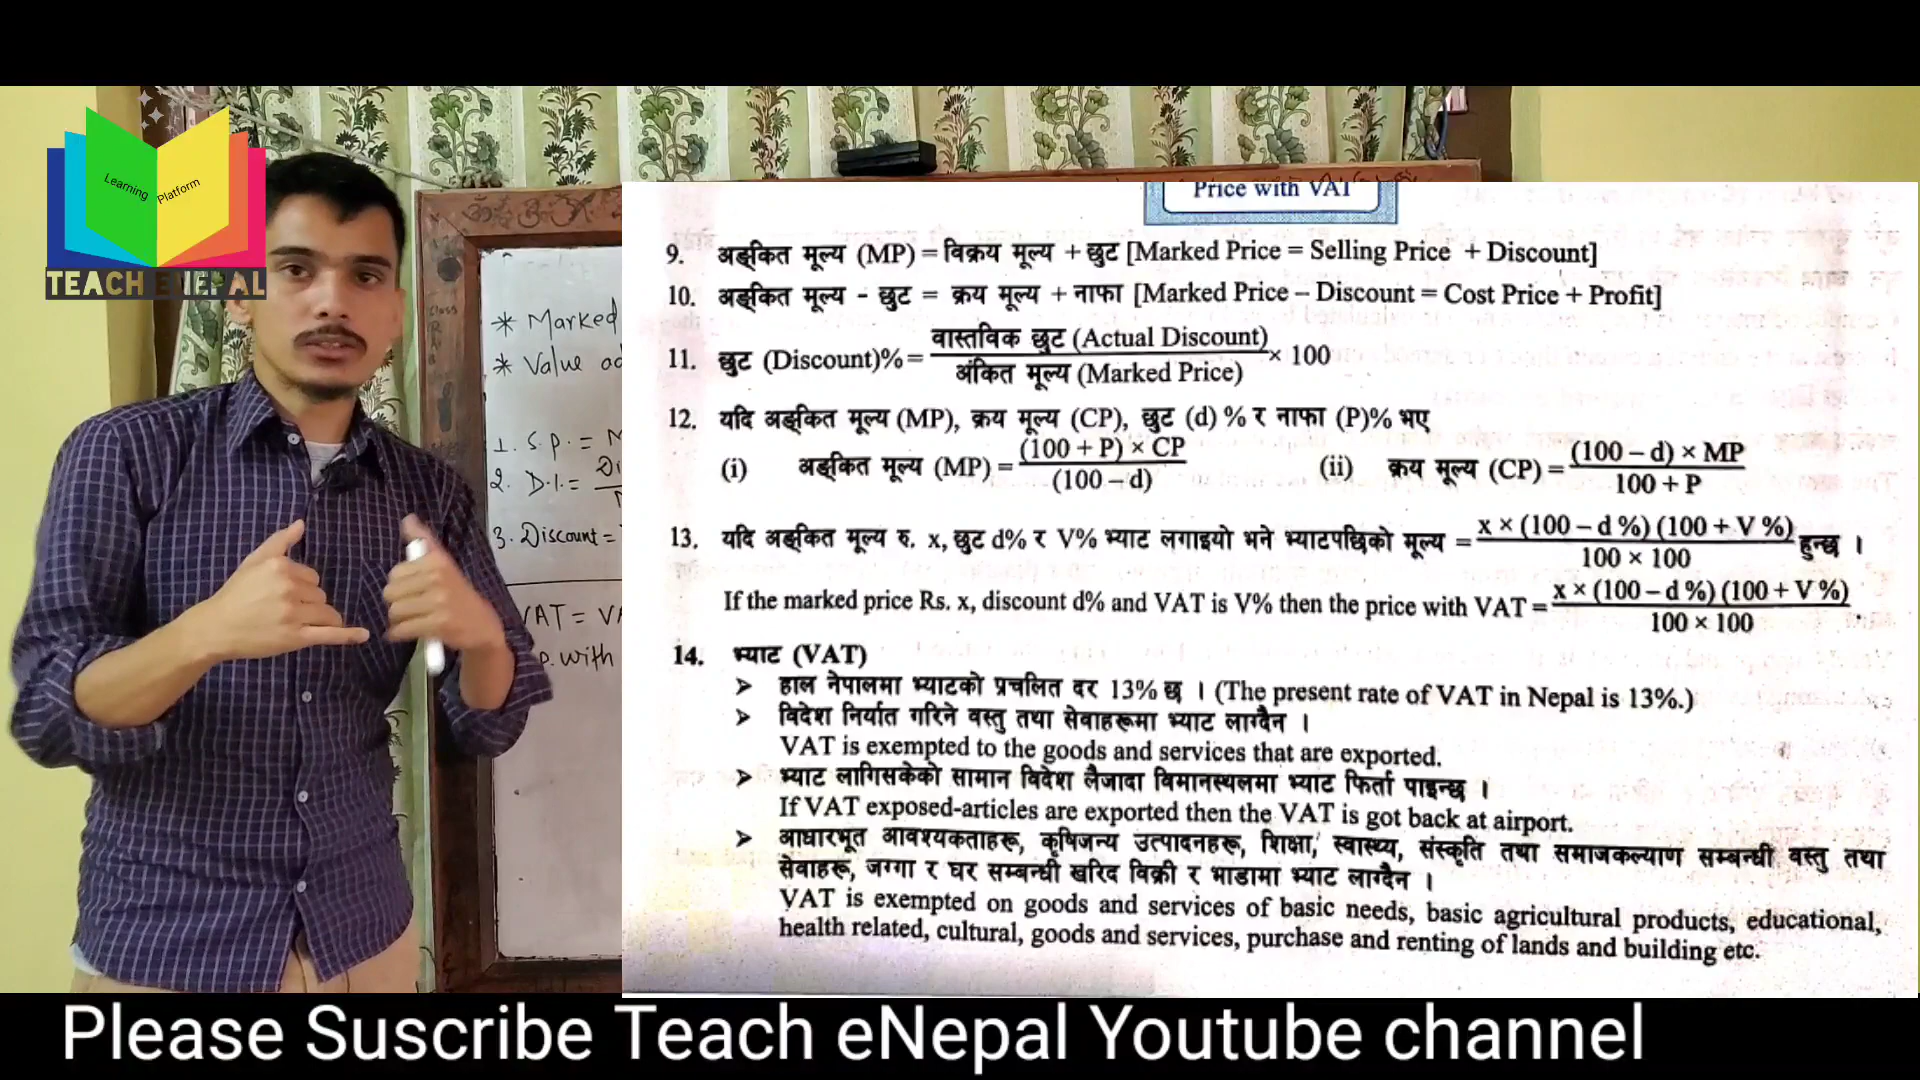 Learning Platform
TEACH ENEPAL
* Marked
* Value ad
1. S.P. = M
2. D.%. = Di
3. Discount =
VAT = VA
P. with
Price with VAT
9. अङ्कित मूल्य (MP) = विक्रय मूल्य + छुट [Marked Price = Selling Price + Discount]
10. अङ्कित मूल्य - छुट = क्रय मूल्य + नाफा [Marked Price – Discount = Cost Price + Profit]
11. छुट (Discount)% = वास्तविक छुट (Actual Discount) / अंकित मूल्य (Marked Price) × 100
12. यदि अङ्कित मूल्य (MP), क्रय मूल्य (CP), छुट (d) % र नाफा (P)% भए
(i) अङ्कित मूल्य (MP) = (100 + P) × CP / (100 – d) (ii) क्रय मूल्य (CP) = (100 – d) × MP / 100 + P
13. यदि अङ्कित मूल्य रु. x, छुट d% र V% भ्याट लगाइयो भने भ्याटपछिको मूल्य = x × (100 – d %) (100 + V %) / 100 × 100 हुन्छ ।
If the marked price Rs. x, discount d% and VAT is V% then the price with VAT = x × (100 – d %) (100 + V %) / 100 × 100 .
14. भ्याट (VAT)
➤ हाल नेपालमा भ्याटको प्रचलित दर 13% छ । (The present rate of VAT in Nepal is 13%.)
➤ विदेश निर्यात गरिने वस्तु तथा सेवाहरूमा भ्याट लाग्दैन ।
VAT is exempted to the goods and services that are exported.
➤ भ्याट लागिसकेको सामान विदेश लैजादा विमानस्थलमा भ्याट फिर्ता पाइन्छ ।
If VAT exposed-articles are exported then the VAT is got back at airport.
➤ आधारभूत आवश्यकताहरू, कृषिजन्य उत्पादनहरू, शिक्षा, स्वास्थ्य, संस्कृति तथा समाजकल्याण सम्बन्धी वस्तु तथा
सेवाहरू, जग्गा र घर सम्बन्धी खरिद विक्री र भाडामा भ्याट लाग्दैन ।
VAT is exempted on goods and services of basic needs, basic agricultural products, educational,
health related, cultural, goods and services, purchase and renting of lands and building etc.
Please Suscribe Teach eNepal Youtube channel